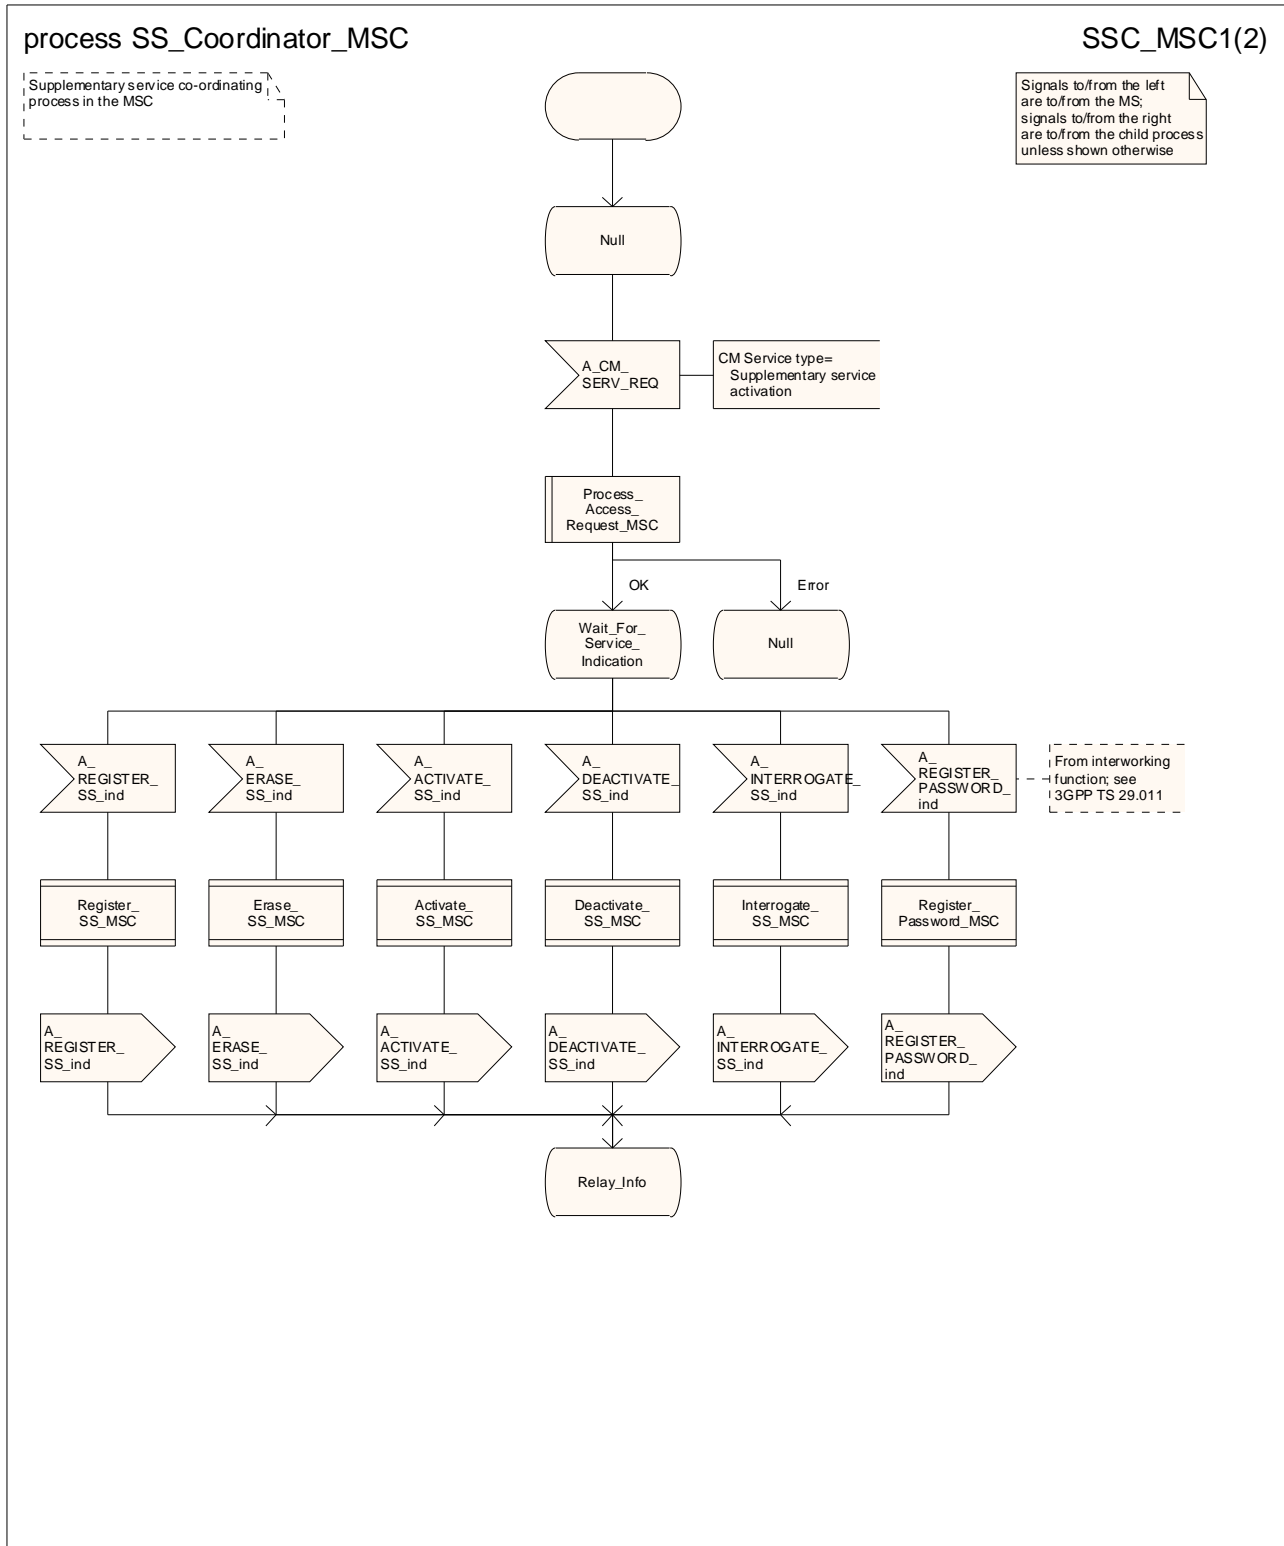 process SS_Coordinator_MSC
SSC_MSC1(2)
Supplementary service co-ordinating
process in the MSC
Signals to/from the left
are to/from the MS;
signals to/from the right
are to/from the child process
unless shown otherwise
Null
A_CM_
SERV_REQ
CM Service type=
Supplementary service
activation
Process_
Access_
Request_MSC
OK
Error
Wait_For_
Service_
Indication
Null
A_
REGISTER_
SS_ind
A_
ERASE_
SS_ind
A_
ACTIVATE_
SS_ind
A_
DEACTIVATE_
SS_ind
A_
INTERROGATE_
SS_ind
A_
REGISTER_
PASSWORD_
ind
From interworking
function; see
3GPP TS 29.011
Register_
SS_MSC
Erase_
SS_MSC
Activate_
SS_MSC
Deactivate_
SS_MSC
Interrogate_
SS_MSC
Register_
Password_MSC
A_
REGISTER_
SS_ind
A_
ERASE_
SS_ind
A_
ACTIVATE_
SS_ind
A_
DEACTIVATE_
SS_ind
A_
INTERROGATE_
SS_ind
A_
REGISTER_
PASSWORD_
ind
Relay_Info